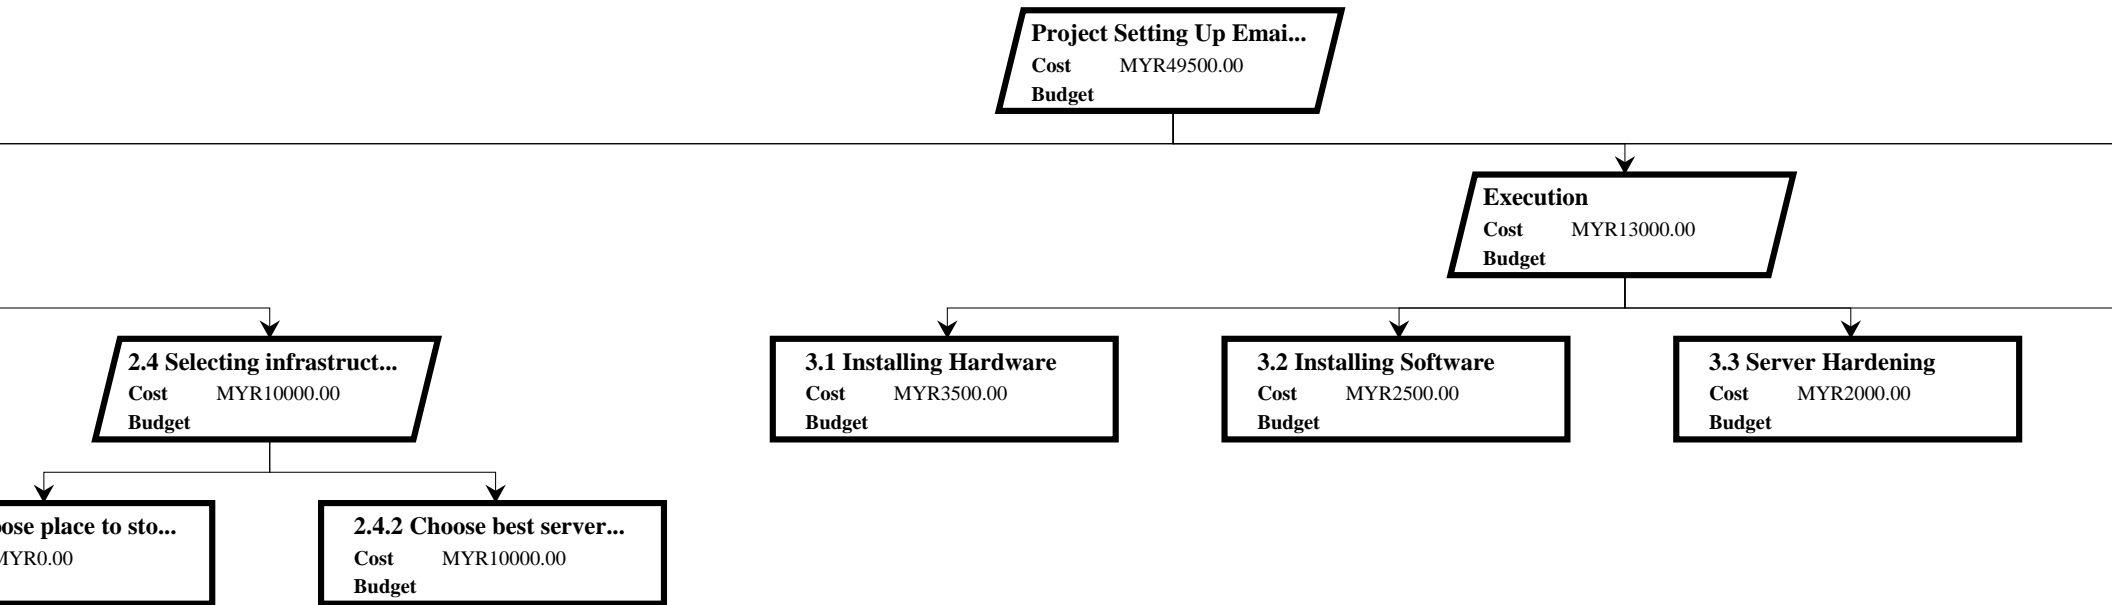 Project Setting Up Emai...
Cost MYR49500.00
Budget
Execution
Cost MYR13000.00
Budget
2.4 Selecting infrastruct...
Cost MYR10000.00
Budget
3.1 Installing Hardware
Cost MYR3500.00
Budget
3.2 Installing Software
Cost MYR2500.00
Budget
3.3 Server Hardening
Cost MYR2000.00
Budget
place to sto...
MYR0.00
2.4.2 Choose best server...
Cost MYR10000.00
Budget